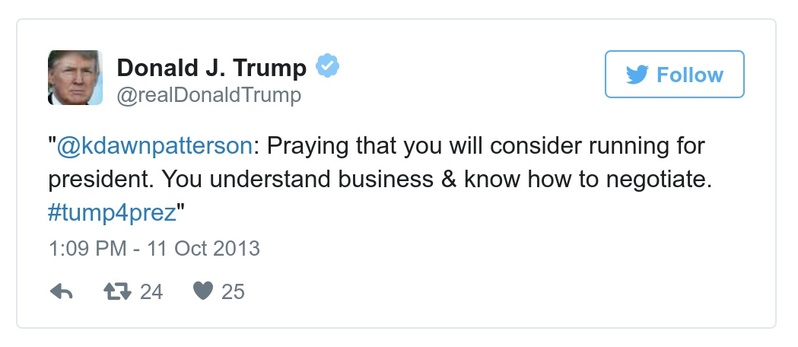 Donald J. Trump
@realDonaldTrump
Follow
"@kdawnpatterson: Praying that you will consider running for
president. You understand business & know how to negotiate.
#tump4prez"
1:09 PM - 11 Oct 2013
24 25